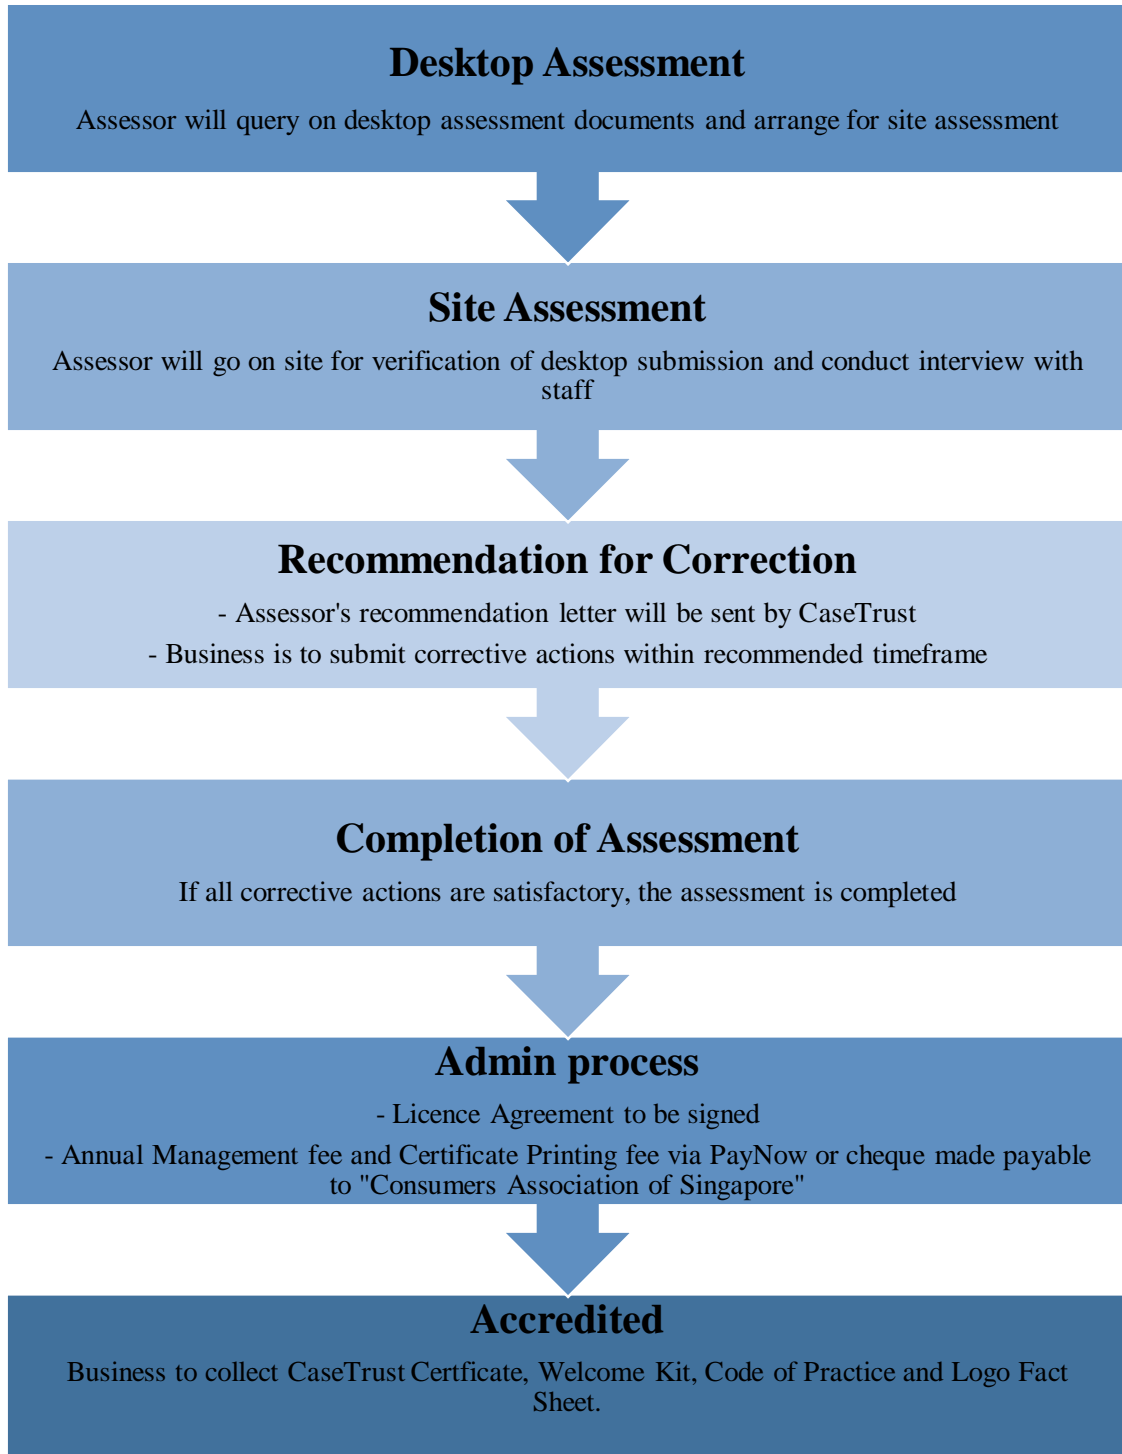 Desktop Assessment
Assessor will query on desktop assessment documents and arrange for site assessment
Site Assessment
Assessor will go on site for verification of desktop submission and conduct interview with
staff
Recommendation for Correction
- Assessor's recommendation letter will be sent by CaseTrust
- Business is to submit corrective actions within recommended timeframe
Completion of Assessment
If all corrective actions are satisfactory, the assessment is completed
Admin process
- Licence Agreement to be signed
- Annual Management fee and Certificate Printing fee via PayNow or cheque made payable
to "Consumers Association of Singapore"
Accredited
Business to collect CaseTrust Certficate, Welcome Kit, Code of Practice and Logo Fact
Sheet.